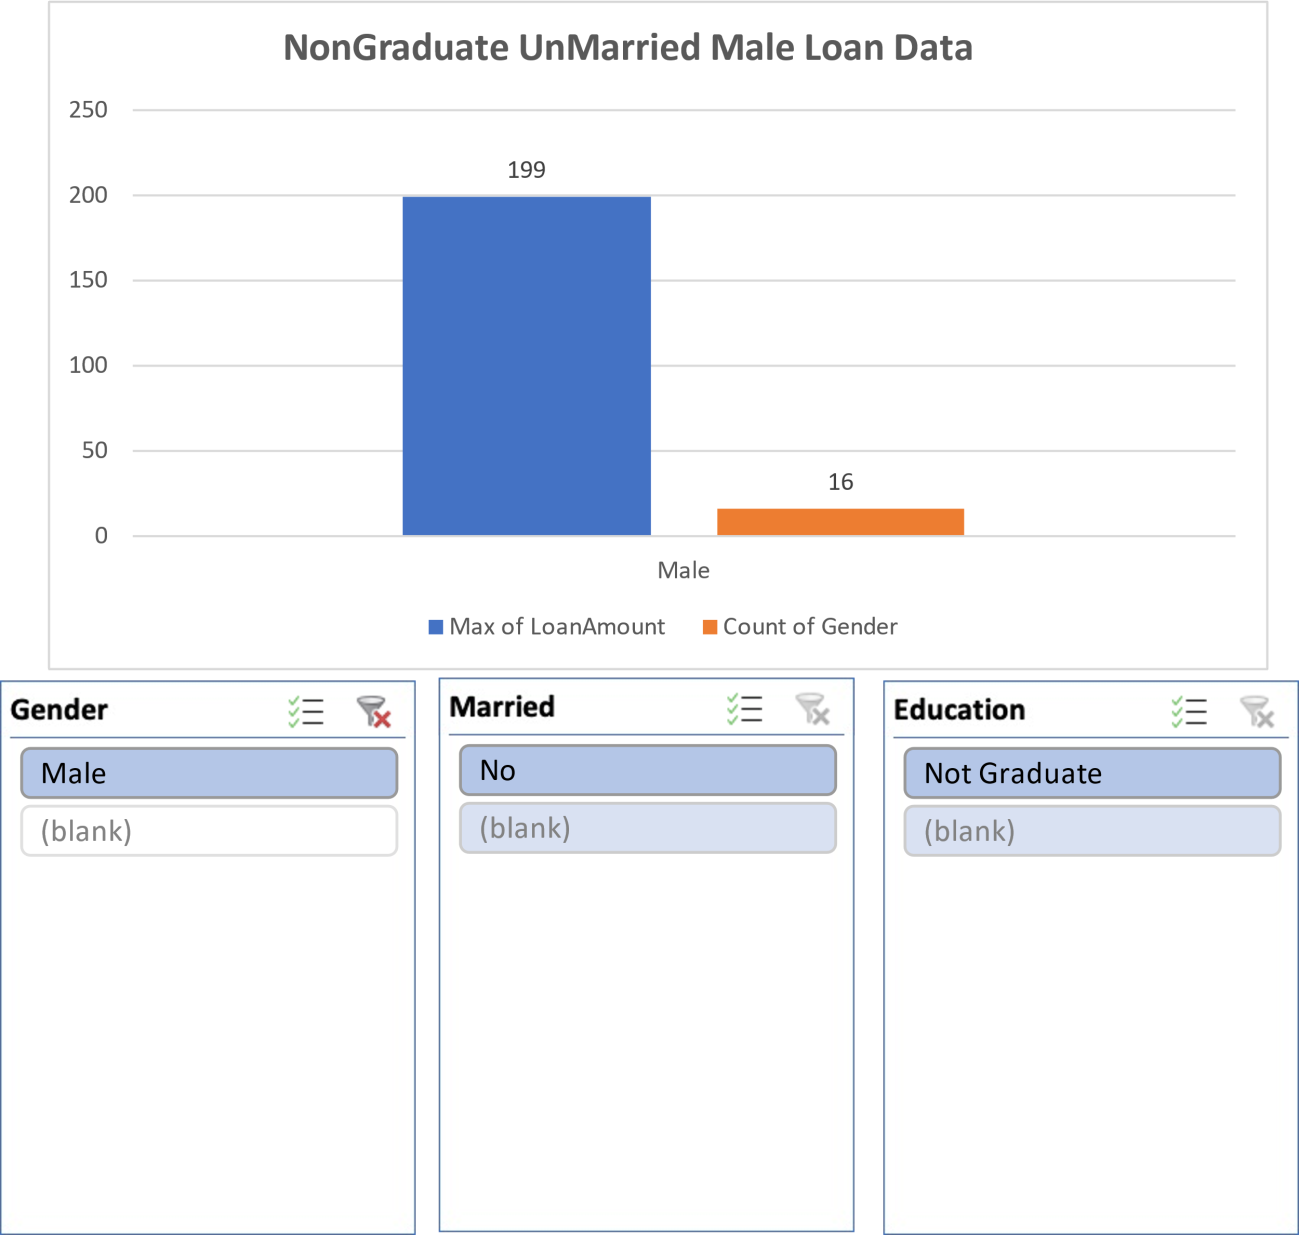 NonGraduate UnMarried Male Loan Data
250
200
150
100
50
0
199
16
Male
Max of LoanAmount
Count of Gender
Gender
Male
(blank)
Married
No
(blank)
Education
Not Graduate
(blank)